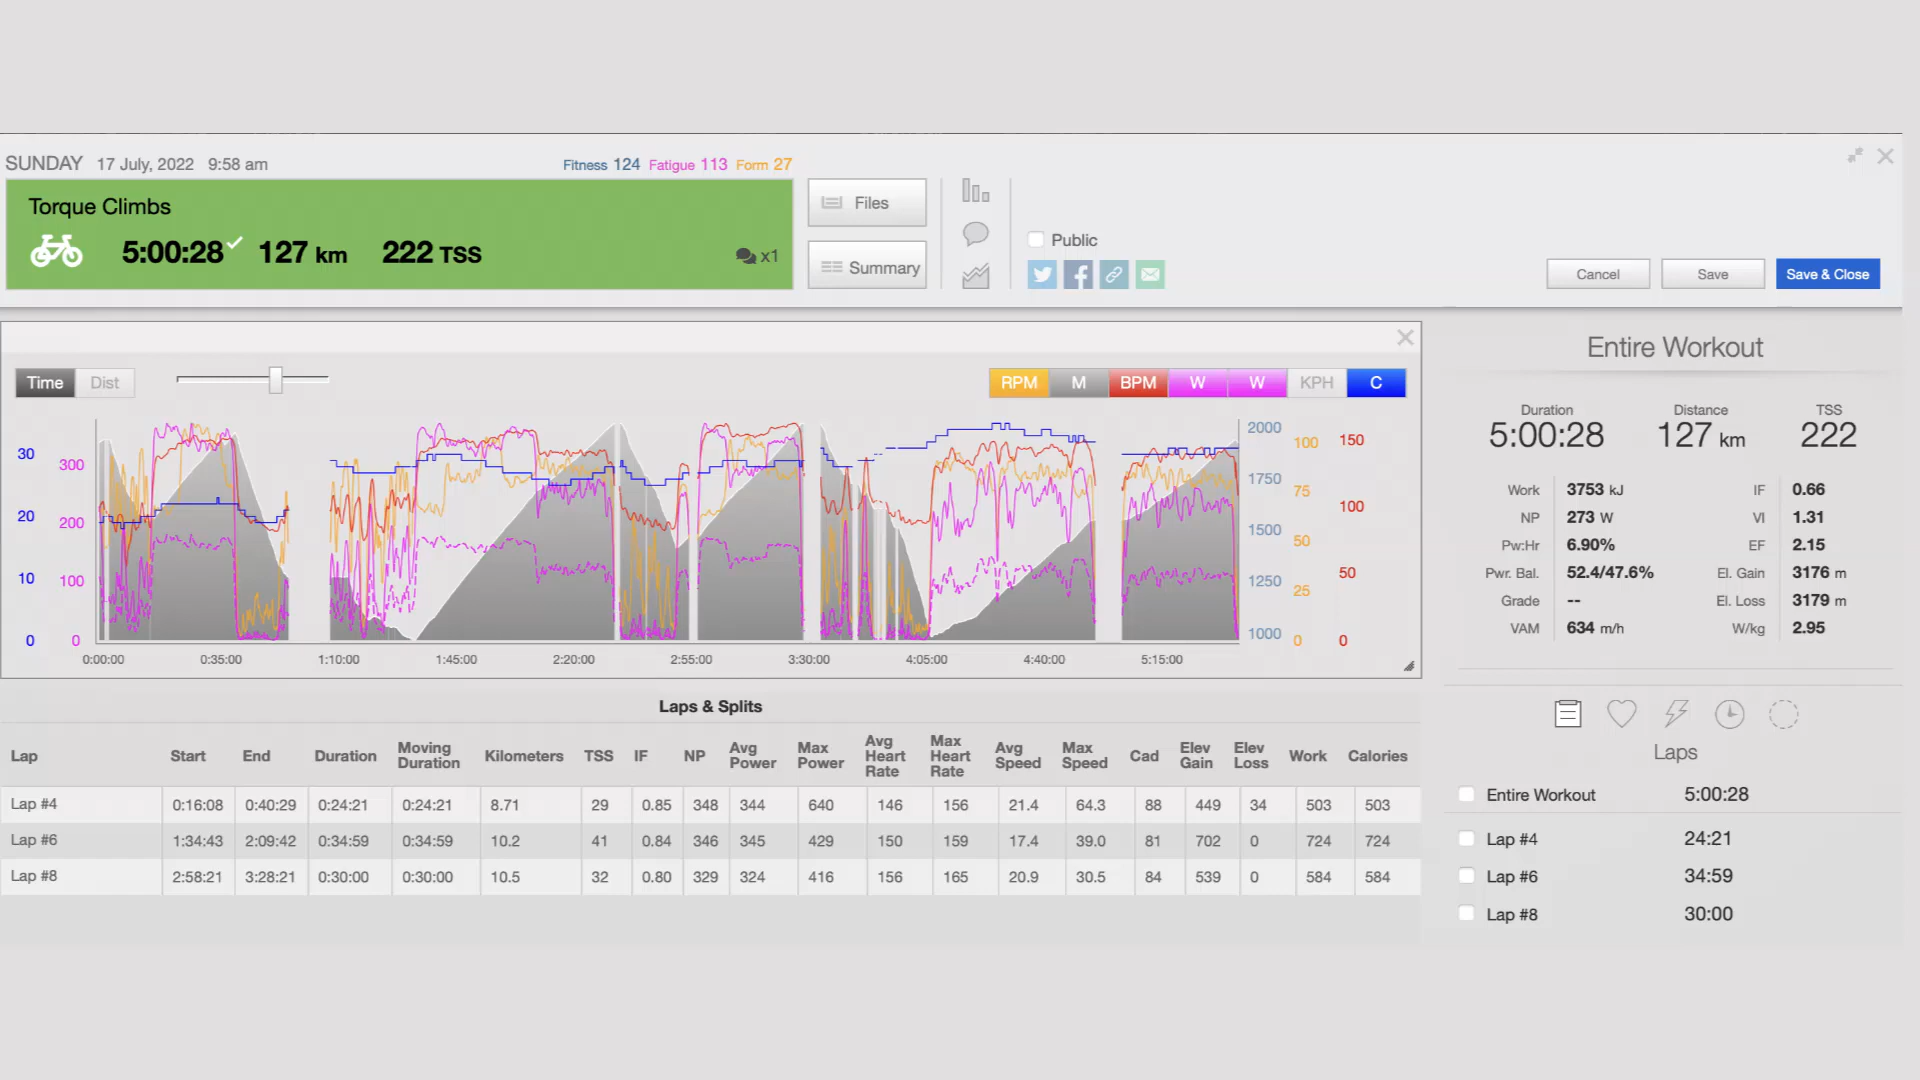 SUNDAY 17 July, 2022 9:58 am
Fitness 124 Fatigue 113 Form 27
Torque Climbs
5:00:28 127 km 222 TSS
x1
Files
Summary
Public
Cancel Save Save & Close
Time Dist
RPM M BPM W W KPH C
30
20
10
0
300
200
100
0
2000
1750
1500
1250
1000
100
75
50
25
0
150
100
50
0
0:00:00 0:35:00 1:10:00 1:45:00 2:20:00 2:55:00 3:30:00 4:05:00 4:40:00 5:15:00
Laps & Splits
Lap Start End Duration Moving Duration Kilometers TSS IF NP Avg Power Max Power Avg Heart Rate Max Heart Rate Avg Speed Max Speed Cad Elev Gain Elev Loss Work Calories
Lap #4 0:16:08 0:40:29 0:24:21 0:24:21 8.71 29 0.85 348 344 640 146 156 21.4 64.3 88 449 34 503 503
Lap #6 1:34:43 2:09:42 0:34:59 0:34:59 10.2 41 0.84 346 345 429 150 159 17.4 39.0 81 702 0 724 724
Lap #8 2:58:21 3:28:21 0:30:00 0:30:00 10.5 32 0.80 329 324 416 156 165 20.9 30.5 84 539 0 584 584
Entire Workout
Duration Distance TSS
5:00:28 127 km 222
Work 3753 kJ IF 0.66
NP 273 W VI 1.31
Pw:Hr 6.90% EF 2.15
Pwr. Bal. 52.4/47.6% El. Gain 3176 m
Grade -- El. Loss 3179 m
VAM 634 m/h W/kg 2.95
Laps
Entire Workout 5:00:28
Lap #4 24:21
Lap #6 34:59
Lap #8 30:00